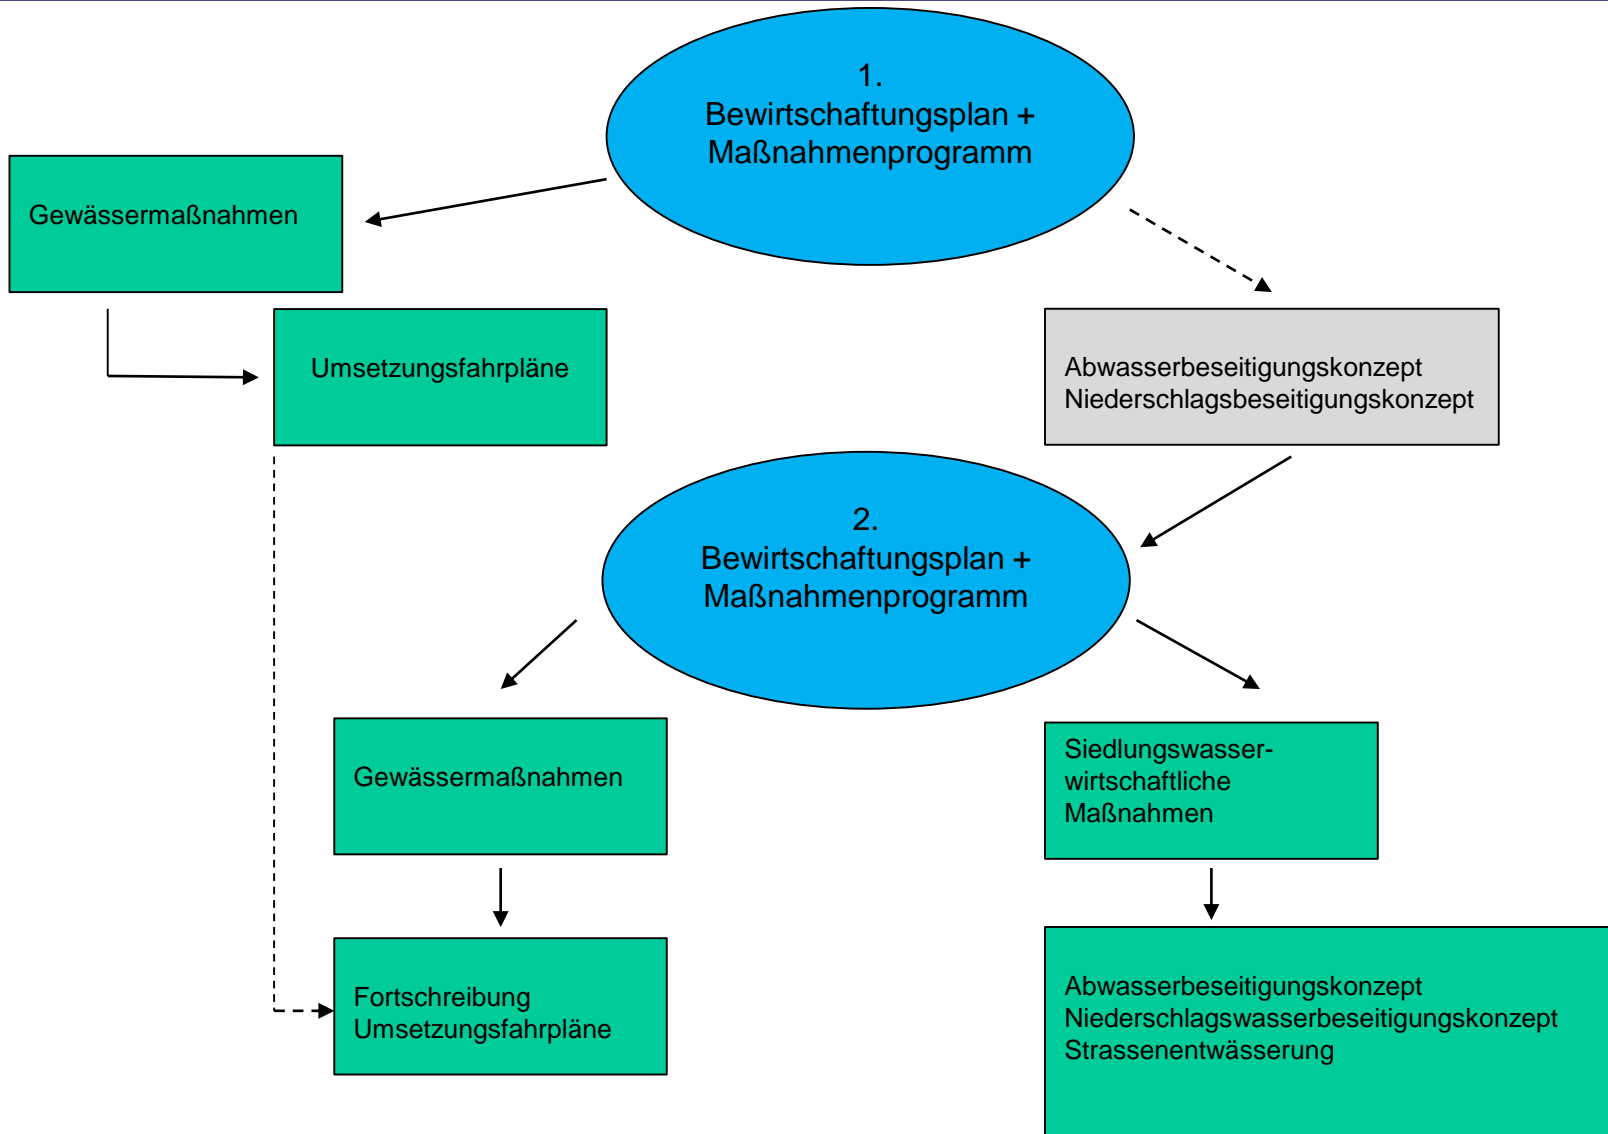 1.
Bewirtschaftungsplan +
Maßnahmenprogramm
Gewässermaßnahmen
Umsetzungsfahrpläne
Abwasserbeseitigungskonzept
Niederschlagsbeseitigungskonzept
2.
Bewirtschaftungsplan +
Maßnahmenprogramm
Gewässermaßnahmen
Siedlungswasser-
wirtschaftliche
Maßnahmen
Fortschreibung
Umsetzungsfahrpläne
Abwasserbeseitigungskonzept
Niederschlagswasserbeseitigungskonzept
Strassenentwässerung